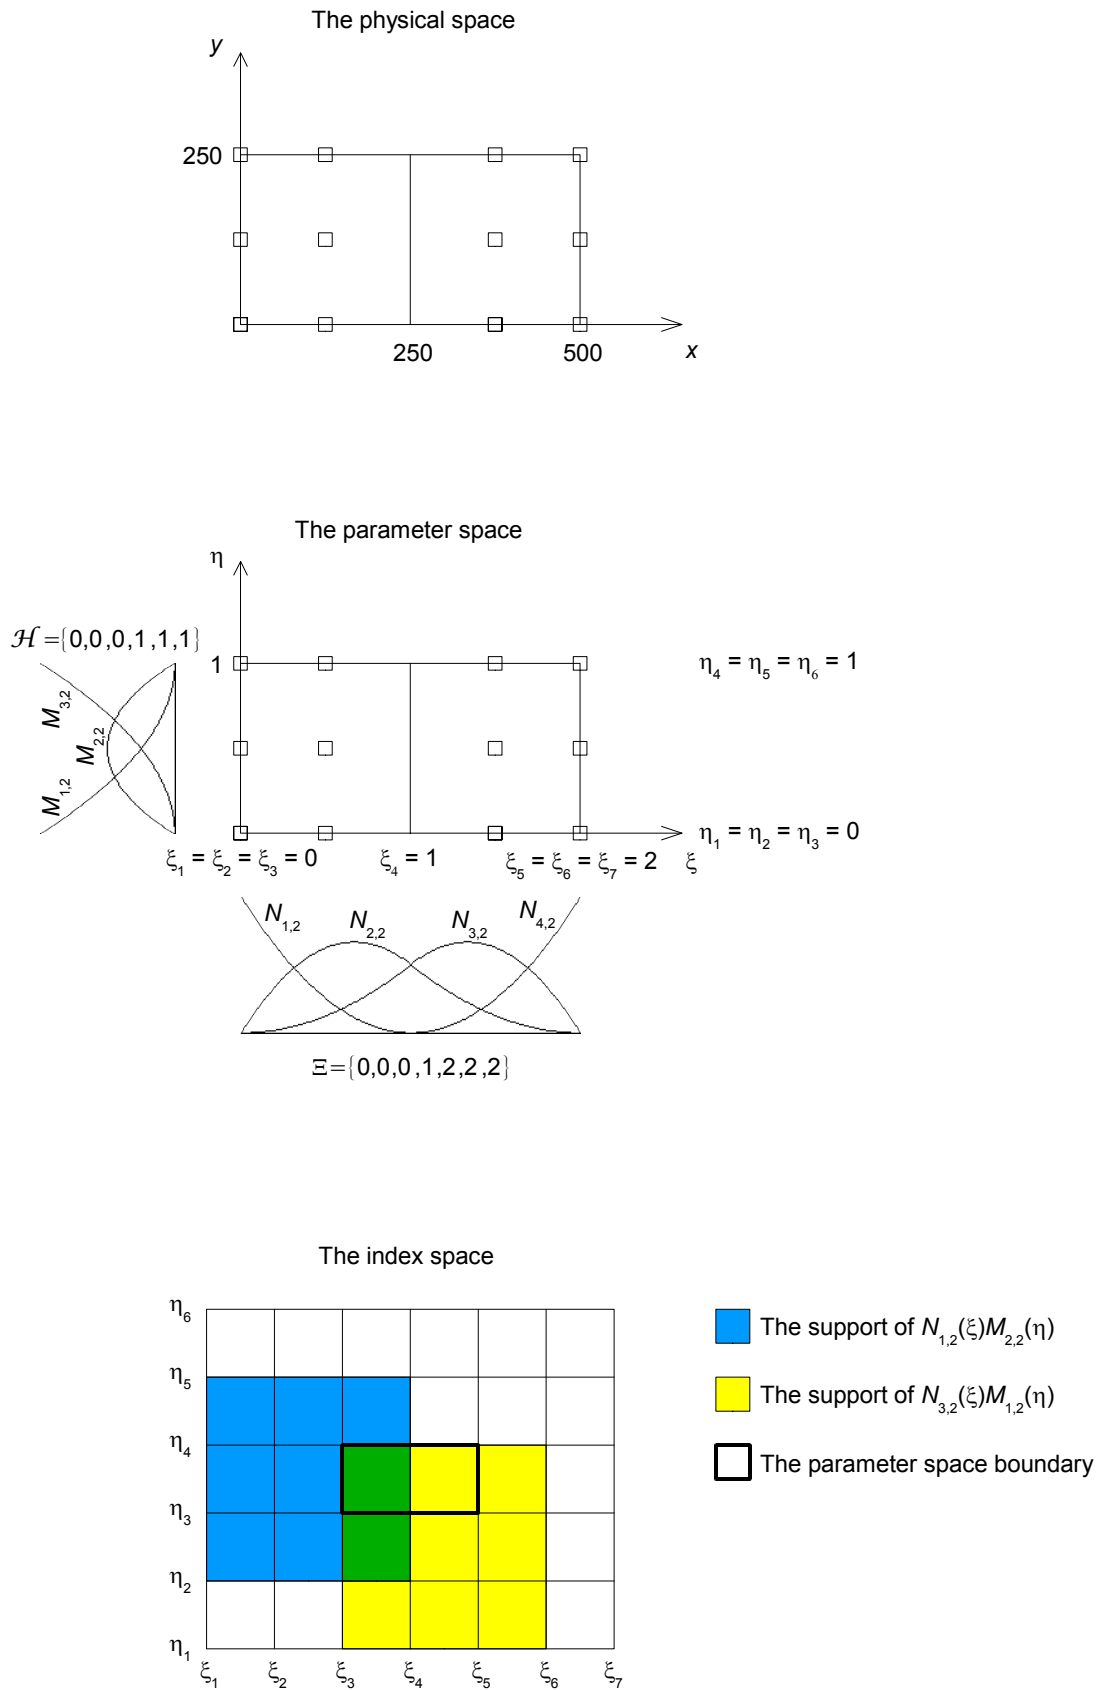 The physical space
y
250
250
500
x
The parameter space
η
ℋ={0,0,0,1,1,1}
1
η₄ = η₅ = η₆ = 1
M₃,₂
M₂,₂
M₁,₂
η₁ = η₂ = η₃ = 0
ξ₁ = ξ₂ = ξ₃ = 0
ξ₄ = 1
ξ₅ = ξ₆ = ξ₇ = 2
ξ
N₁,₂
N₂,₂
N₃,₂
N₄,₂
Ξ={0,0,0,1,2,2,2}
The index space
η₆
η₅
η₄
η₃
η₂
η₁
ξ₁
ξ₂
ξ₃
ξ₄
ξ₅
ξ₆
ξ₇
The support of N₁,₂(ξ)M₂,₂(η)
The support of N₃,₂(ξ)M₁,₂(η)
The parameter space boundary